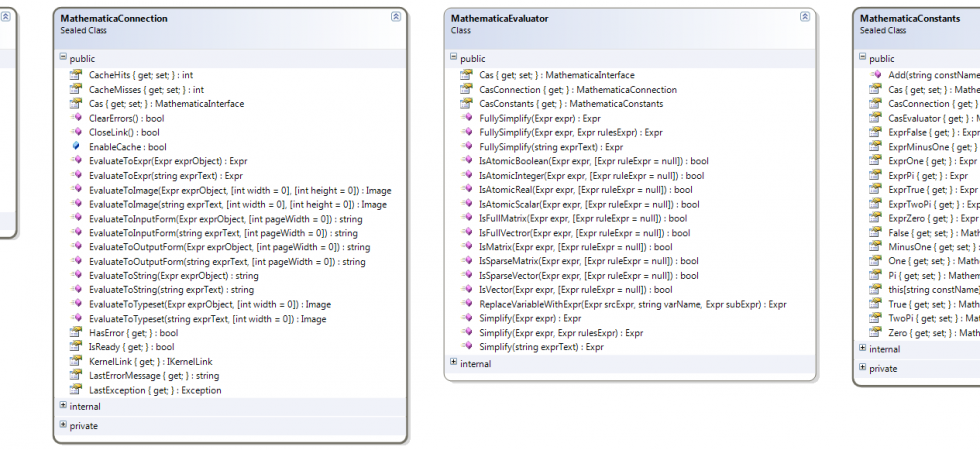 MathematicaConnection
Sealed Class
public
CacheHits { get; set; } : int
CacheMisses { get; set; } : int
Cas { get; set; } : MathematicaInterface
ClearErrors() : bool
CloseLink() : bool
EnableCache : bool
EvaluateToExpr(Expr exprObject) : Expr
EvaluateToExpr(string exprText) : Expr
EvaluateToImage(Expr exprObject, [int width = 0], [int height = 0]) : Image
EvaluateToImage(string exprText, [int width = 0], [int height = 0]) : Image
EvaluateToInputForm(Expr exprObject, [int pageWidth = 0]) : string
EvaluateToInputForm(string exprText, [int pageWidth = 0]) : string
EvaluateToOutputForm(Expr exprObject, [int pageWidth = 0]) : string
EvaluateToOutputForm(string exprText, [int pageWidth = 0]) : string
EvaluateToString(Expr exprObject) : string
EvaluateToString(string exprText) : string
EvaluateToTypeset(Expr exprObject, [int width = 0]) : Image
EvaluateToTypeset(string exprText, [int width = 0]) : Image
HasError { get; } : bool
IsReady { get; } : bool
KernelLink { get; } : IKernelLink
LastErrorMessage { get; } : string
LastException { get; } : Exception
internal
private
MathematicaEvaluator
Class
public
Cas { get; set; } : MathematicaInterface
CasConnection { get; } : MathematicaConnection
CasConstants { get; } : MathematicaConstants
FullySimplify(Expr expr) : Expr
FullySimplify(Expr expr, Expr rulesExpr) : Expr
FullySimplify(string exprText) : Expr
IsAtomicBoolean(Expr expr, [Expr ruleExpr = null]) : bool
IsAtomicInteger(Expr expr, [Expr ruleExpr = null]) : bool
IsAtomicReal(Expr expr, [Expr ruleExpr = null]) : bool
IsAtomicScalar(Expr expr, [Expr ruleExpr = null]) : bool
IsFullMatrix(Expr expr, [Expr ruleExpr = null]) : bool
IsFullVectror(Expr expr, [Expr ruleExpr = null]) : bool
IsMatrix(Expr expr, [Expr ruleExpr = null]) : bool
IsSparseMatrix(Expr expr, [Expr ruleExpr = null]) : bool
IsSparseVector(Expr expr, [Expr ruleExpr = null]) : bool
IsVector(Expr expr, [Expr ruleExpr = null]) : bool
ReplaceVariableWithExpr(Expr srcExpr, string varName, Expr subExpr) : Expr
Simplify(Expr expr) : Expr
Simplify(Expr expr, Expr rulesExpr) : Expr
Simplify(string exprText) : Expr
internal
MathematicaConstants
Sealed Class
public
Add(string constName
Cas { get; set; } : Mathe
CasConnection { get; }
CasEvaluator { get; } : M
ExprFalse { get; } : Expr
ExprMinusOne { get; }
ExprOne { get; } : Expr
ExprPi { get; } : Expr
ExprTrue { get; } : Expr
ExprTwoPi { get; } : Exp
ExprZero { get; } : Expr
False { get; set; } : Math
MinusOne { get; set; } :
One { get; set; } : Mathe
Pi { get; set; } : Mathem
this[string constName]
True { get; set; } : Math
TwoPi { get; set; } : Mat
Zero { get; set; } : Math
internal
private